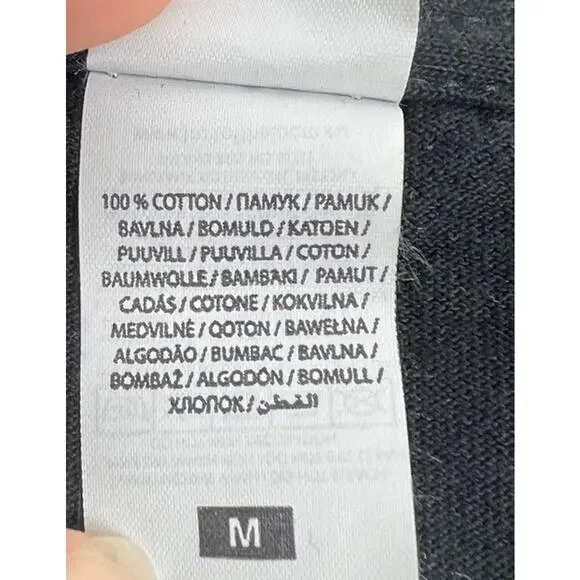 100 % COTTON / ПАМУК / PAMUK /
BAVLNA / BOMULD / KATOEN /
PUUVILL / PUUVILLA / COTON /
BAUMWOLLE / BAMBAKI / PAMUT /
CADÁS / COTONE / KOKVILNA /
MEDVILNĖ / QOTON / BAWEŁNA /
ALGODÃO / BUMBAC / BAVLNA /
BOMBAŽ / ALGODÓN / BOMULL /
ХЛОПОК / القطن
M